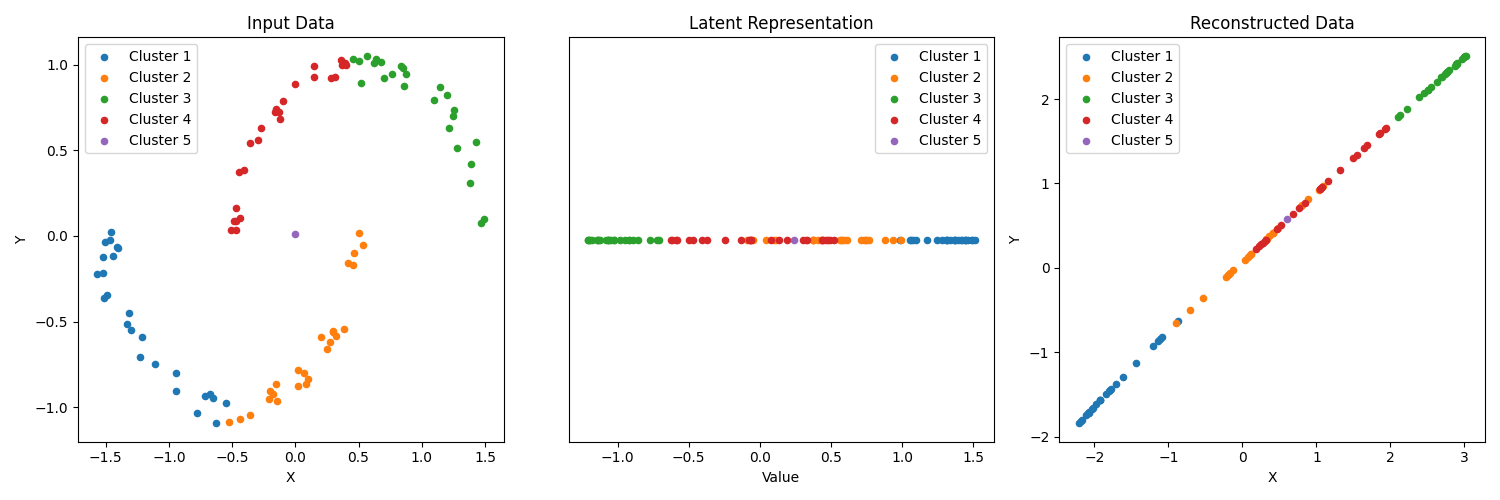 Input Data
Cluster 1
Cluster 2
Cluster 3
Cluster 4
Cluster 5
1.0
0.5
0.0
−0.5
−1.0
Y
−1.5
−1.0
−0.5
0.0
0.5
1.0
1.5
X
Latent Representation
Cluster 1
Cluster 2
Cluster 3
Cluster 4
Cluster 5
−1.0
−0.5
0.0
0.5
1.0
1.5
Value
Reconstructed Data
Cluster 1
Cluster 2
Cluster 3
Cluster 4
Cluster 5
2
1
0
−1
−2
Y
−2
−1
0
1
2
3
X